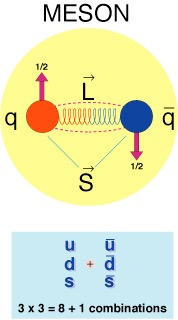 MESON
1/2
L⃗
q q̄
1/2
S⃗
u ū
d + d̄
s s̄
3 x 3 = 8 + 1 combinations